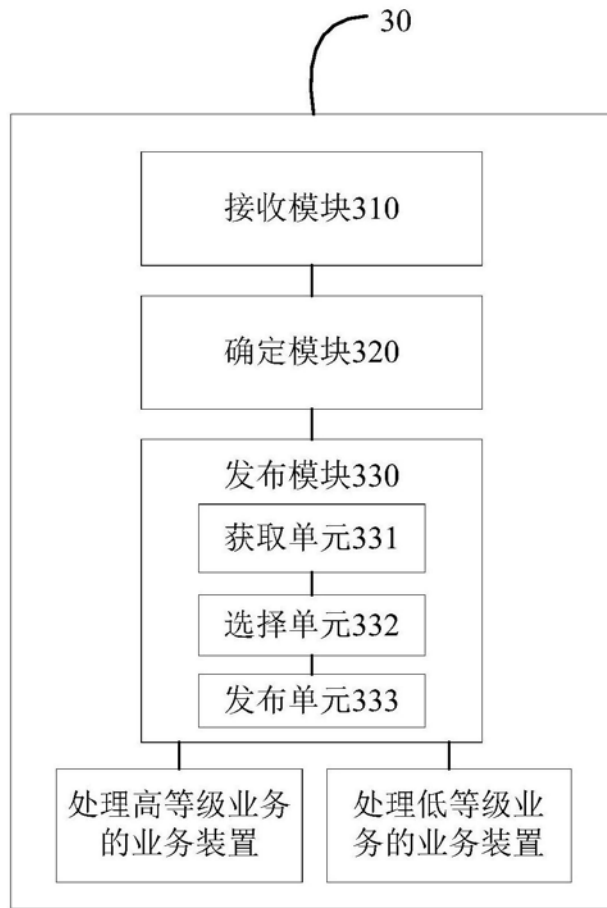 30
接收模块310
确定模块320
发布模块330
获取单元331
选择单元332
发布单元333
处理高等级业务
的业务装置
处理低等级业
务的业务装置